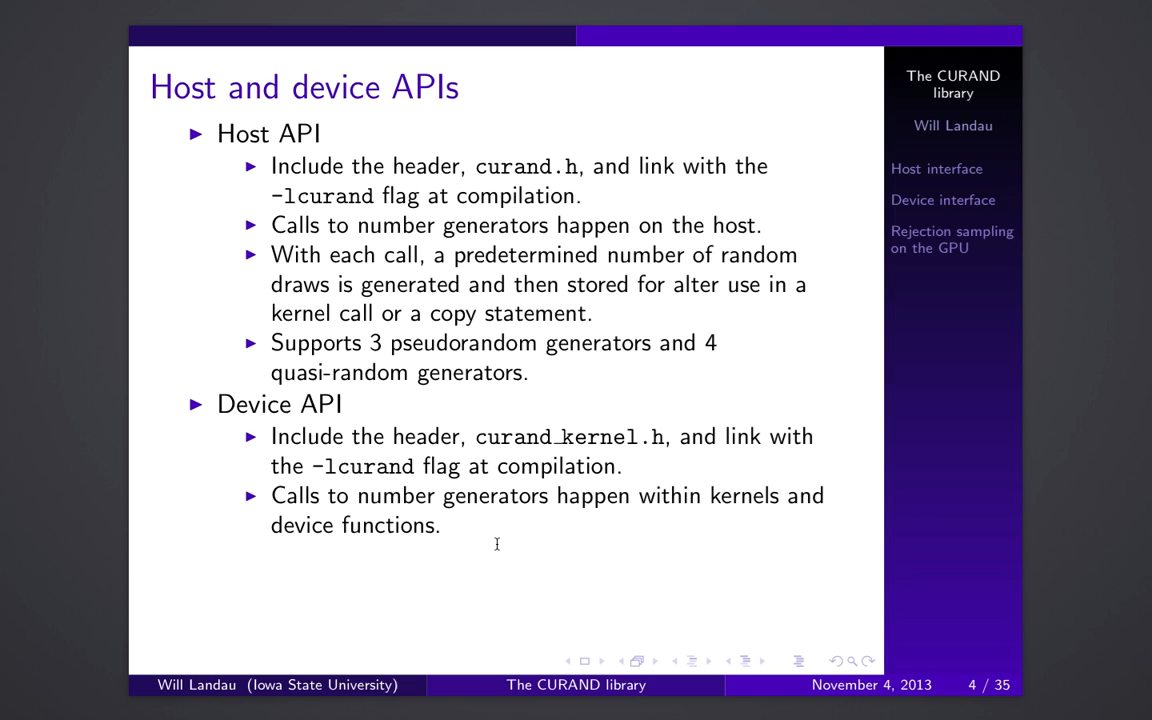 Host and device APIs
Host API
Include the header, curand.h, and link with the
-lcurand flag at compilation.
Calls to number generators happen on the host.
With each call, a predetermined number of random
draws is generated and then stored for alter use in a
kernel call or a copy statement.
Supports 3 pseudorandom generators and 4
quasi-random generators.
Device API
Include the header, curand_kernel.h, and link with
the -lcurand flag at compilation.
Calls to number generators happen within kernels and
device functions.
The CURAND
library
Will Landau
Host interface
Device interface
Rejection sampling
on the GPU
Will Landau (Iowa State University)
The CURAND library
November 4, 2013
4 / 35